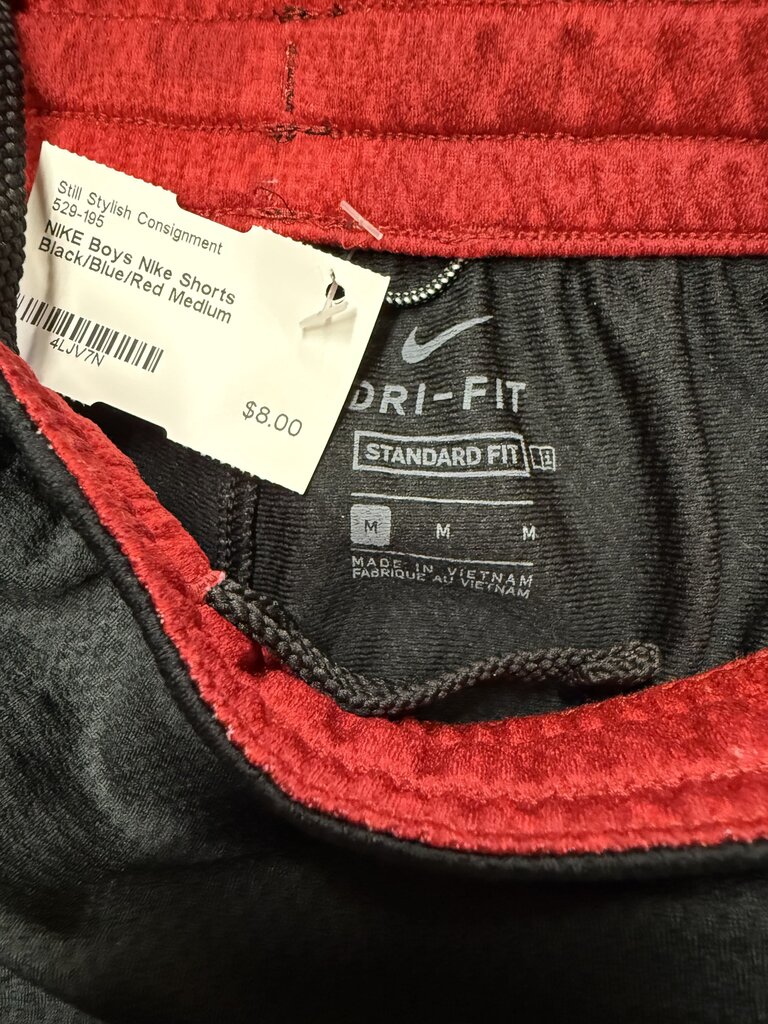 Still Stylish Consignment
529-195
NIKE Boys Nike Shorts
Black/Blue/Red Medium
4LJV7N
$8.00
DRI-FIT
STANDARD FIT
M M M
MADE IN VIETNAM
FABRIQUE AU VIETNAM